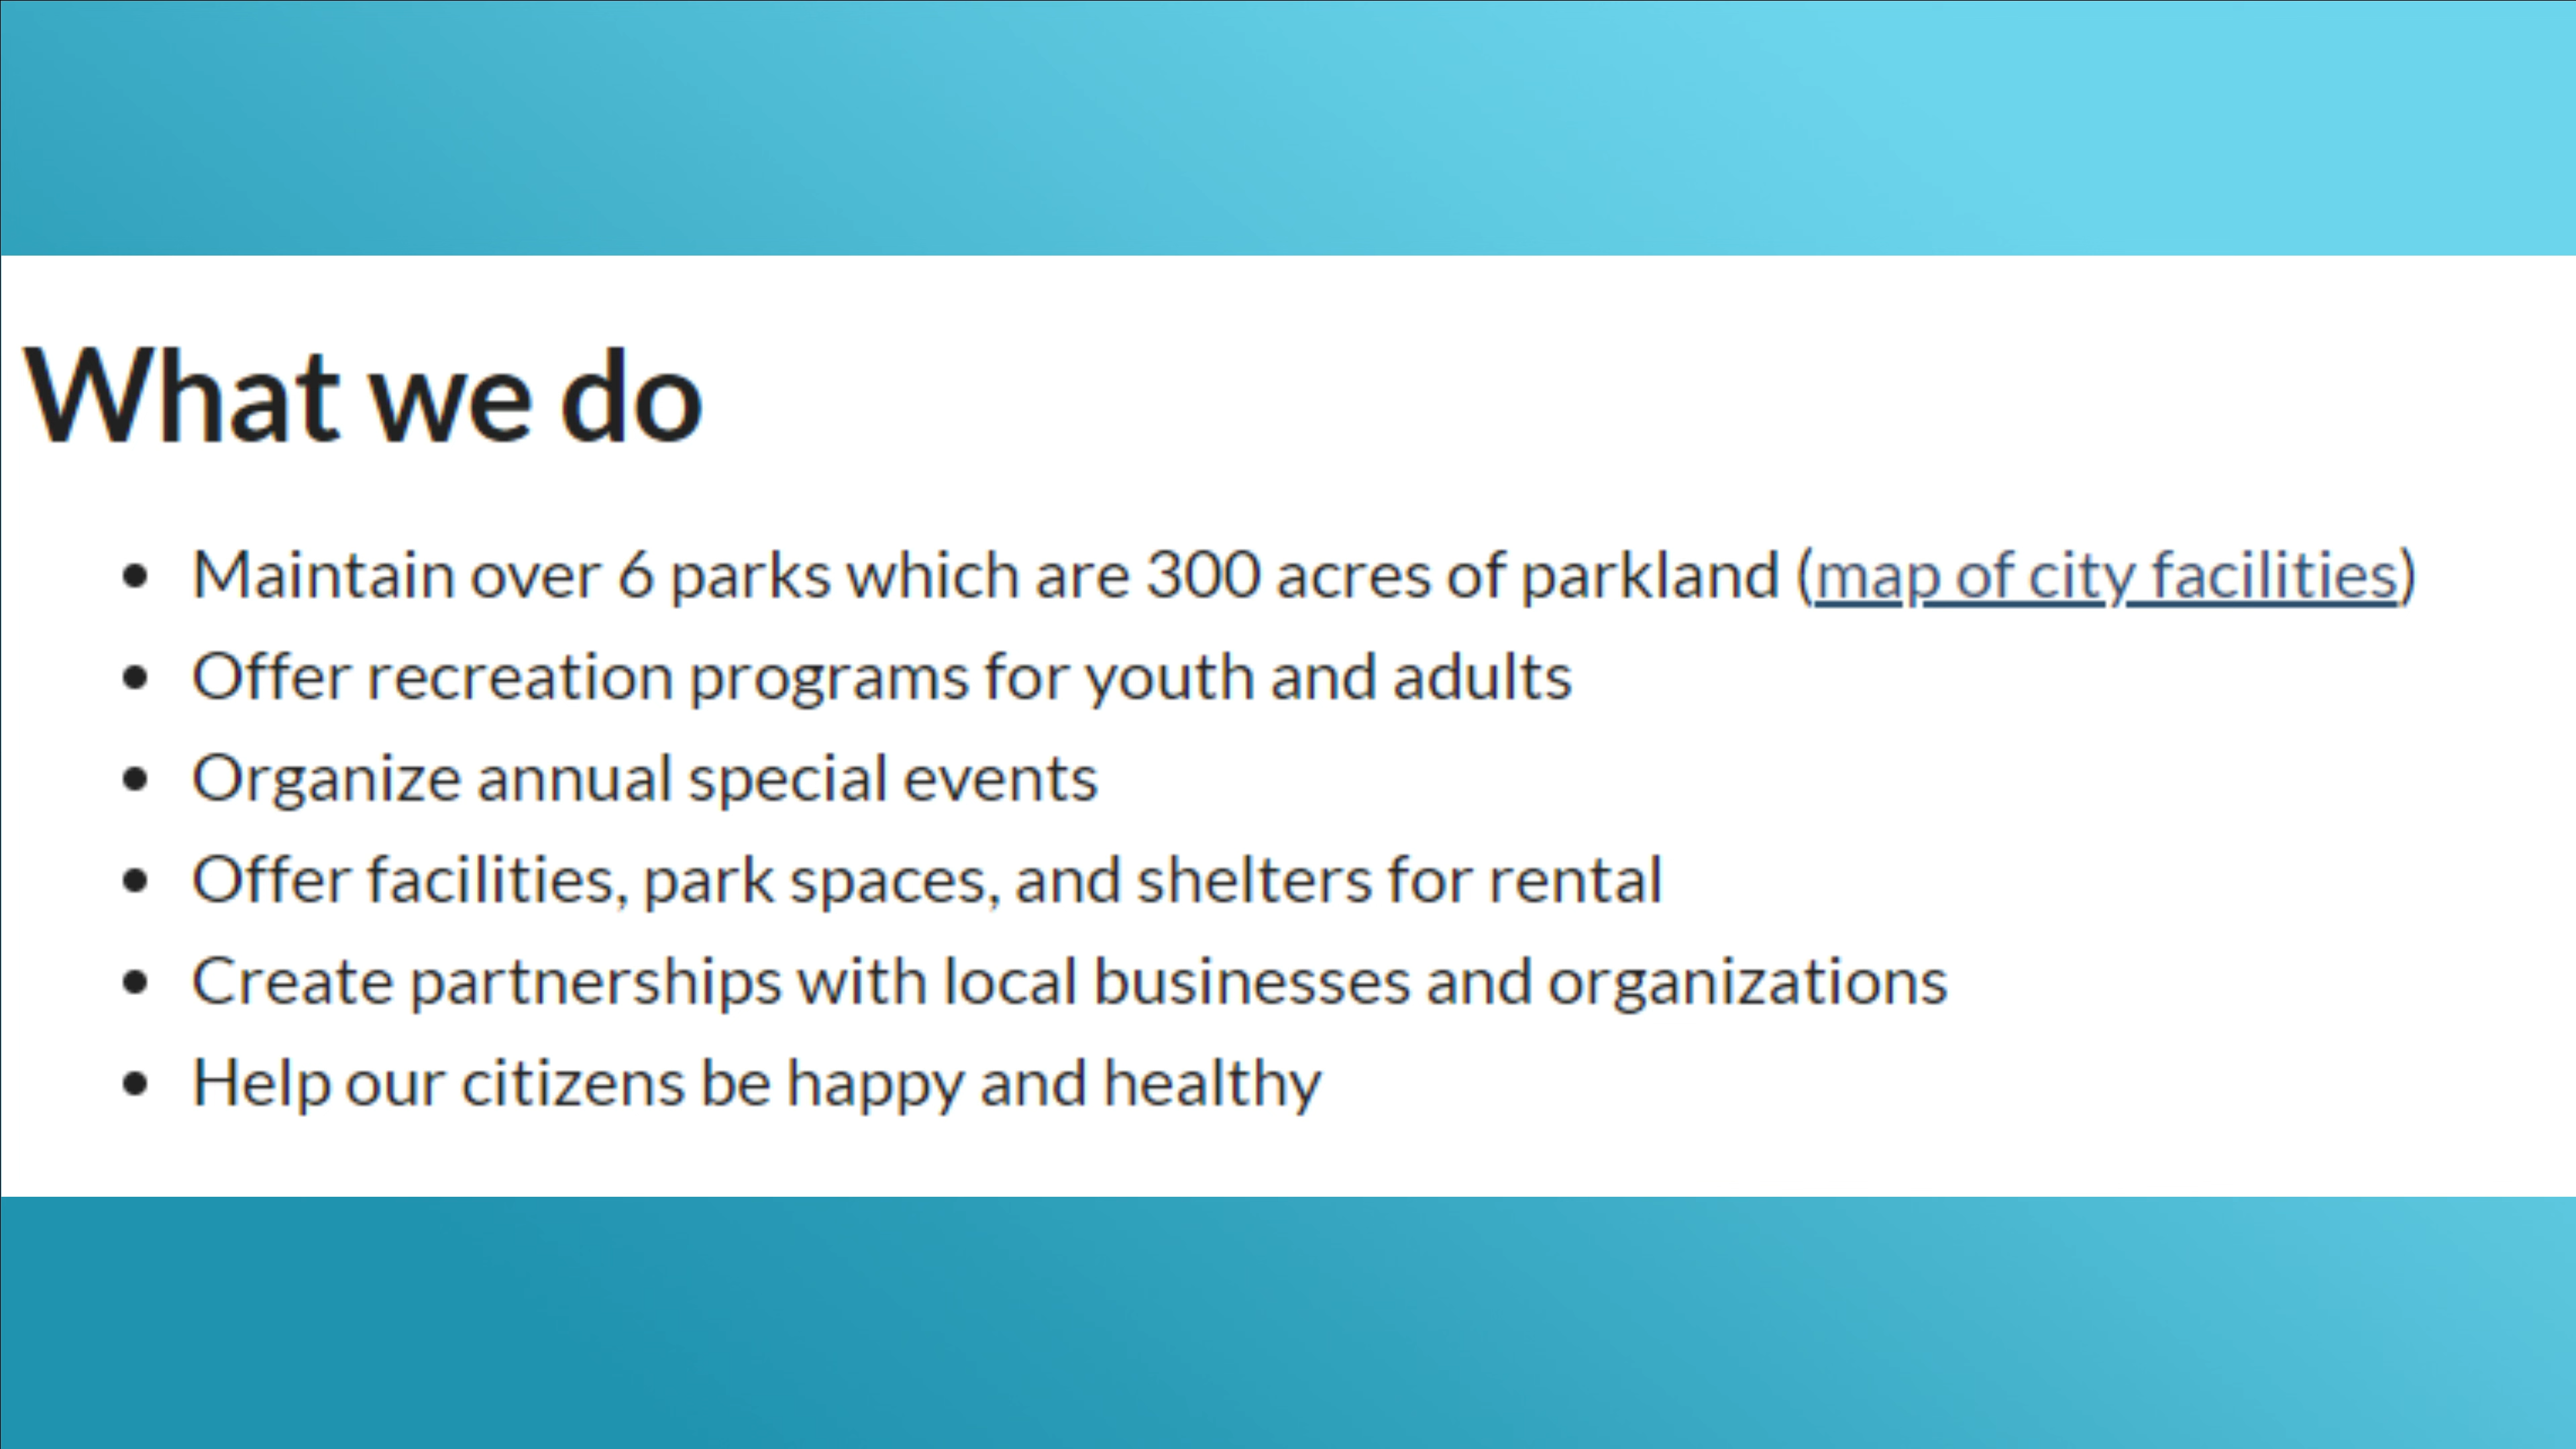 What we do
• Maintain over 6 parks which are 300 acres of parkland (map of city facilities)
• Offer recreation programs for youth and adults
• Organize annual special events
• Offer facilities, park spaces, and shelters for rental
• Create partnerships with local businesses and organizations
• Help our citizens be happy and healthy